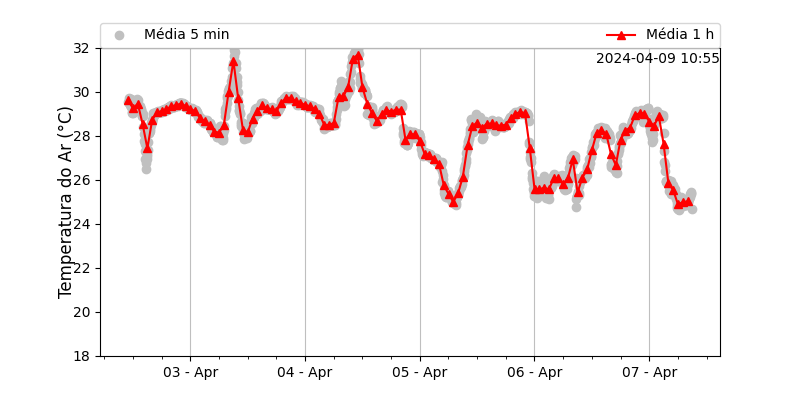 Média 5 min
Média 1 h
2024-04-09 10:55
Temperatura do Ar (°C)
32
30
28
26
24
22
20
18
03 - Apr
04 - Apr
05 - Apr
06 - Apr
07 - Apr